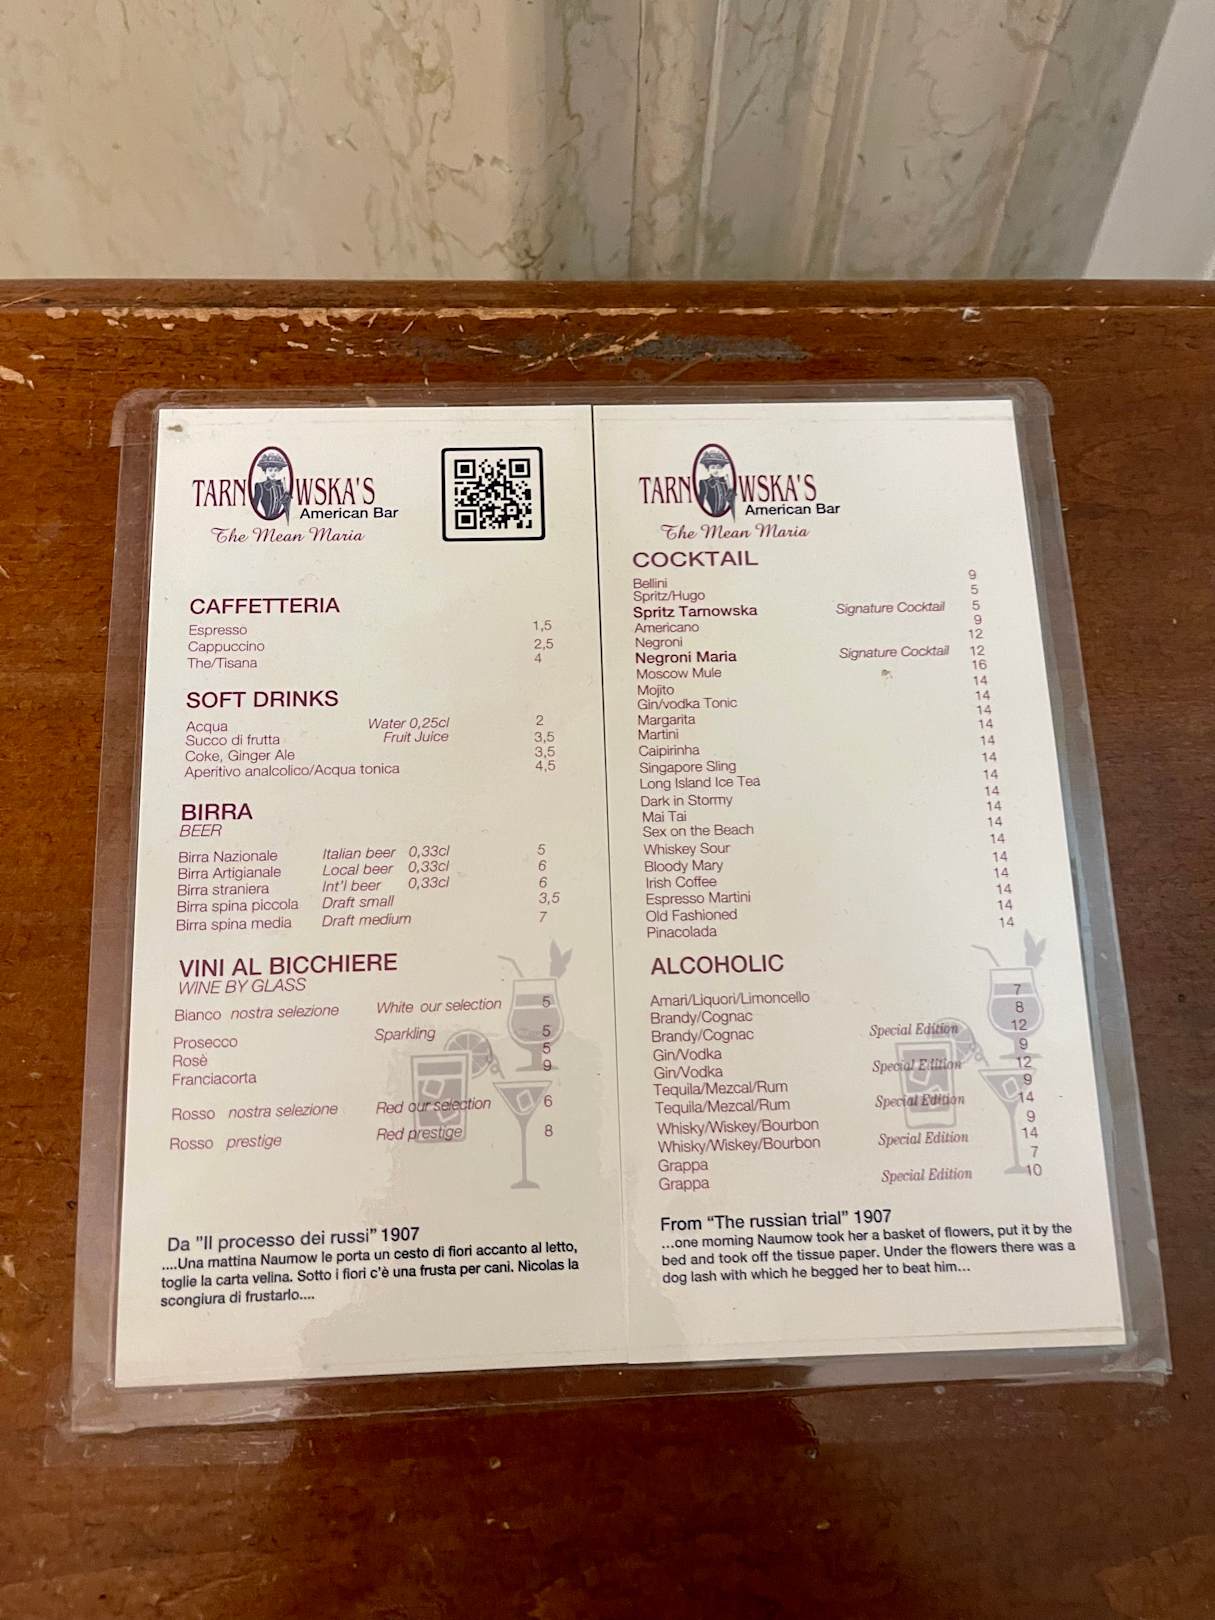 TARNOWSKA'S
American Bar
The Mean Maria
CAFFETTERIA
Espresso 1,5
Cappuccino 2,5
The/Tisana 4
SOFT DRINKS
Acqua Water 0,25cl 2
Succo di frutta Fruit Juice 3,5
Coke, Ginger Ale 3,5
Aperitivo analcolico/Acqua tonica 4,5
BIRRA
BEER
Birra Nazionale Italian beer 0,33cl 5
Birra Artigianale Local beer 0,33cl 6
Birra straniera Int'l beer 0,33cl 6
Birra spina piccola Draft small 3,5
Birra spina media Draft medium 7
VINI AL BICCHIERE
WINE BY GLASS
Bianco nostra selezione White our selection 5
Prosecco Sparkling 5
Rosè 5
Franciacorta 9
Rosso nostra selezione Red our selection 6
Rosso prestige Red prestige 8
Da "Il processo dei russi" 1907
....Una mattina Naumow le porta un cesto di fiori accanto al letto,
toglie la carta velina. Sotto i fiori c'è una frusta per cani. Nicolas la
scongiura di frustarlo....
TARNOWSKA'S
American Bar
The Mean Maria
COCKTAIL
Bellini 9
Spritz/Hugo 5
Spritz Tarnowska Signature Cocktail 5
Americano 9
Negroni 12
Negroni Maria Signature Cocktail 12
Moscow Mule 16
Mojito 14
Gin/vodka Tonic 14
Margarita 14
Martini 14
Caipirinha 14
Singapore Sling 14
Long Island Ice Tea 14
Dark in Stormy 14
Mai Tai 14
Sex on the Beach 14
Whiskey Sour 14
Bloody Mary 14
Irish Coffee 14
Espresso Martini 14
Old Fashioned 14
Pinacolada 14
ALCOHOLIC
Amari/Liquori/Limoncello 7
Brandy/Cognac 8
Brandy/Cognac Special Edition 12
Gin/Vodka 9
Gin/Vodka Special Edition 12
Tequila/Mezcal/Rum 9
Tequila/Mezcal/Rum Special Edition 14
Whisky/Wiskey/Bourbon 9
Whisky/Wiskey/Bourbon Special Edition 14
Grappa 7
Grappa Special Edition 10
From "The russian trial" 1907
...one morning Naumow took her a basket of flowers, put it by the
bed and took off the tissue paper. Under the flowers there was a
dog lash with which he begged her to beat him...